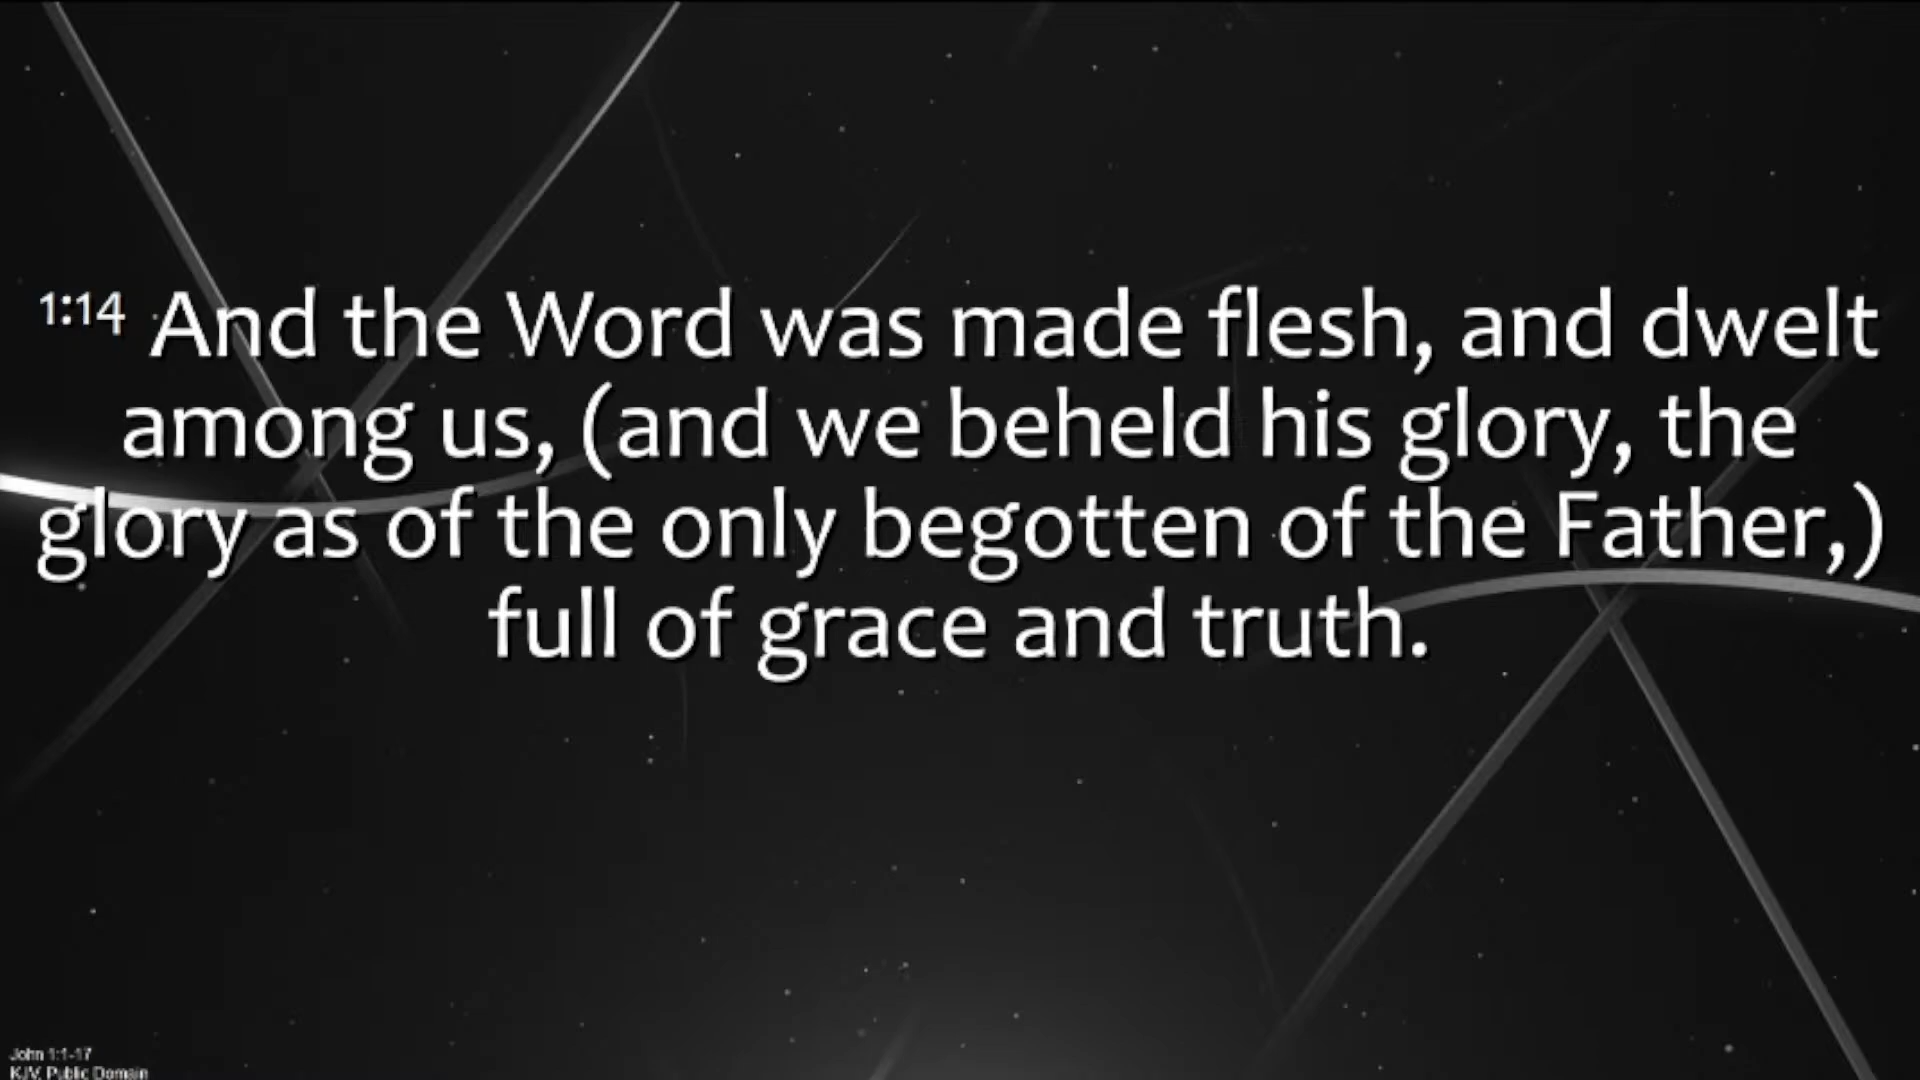 1:14 And the Word was made flesh, and dwelt
among us, (and we beheld his glory, the
glory as of the only begotten of the Father,)
full of grace and truth.
John 1:1-17
KJV, Public Domain